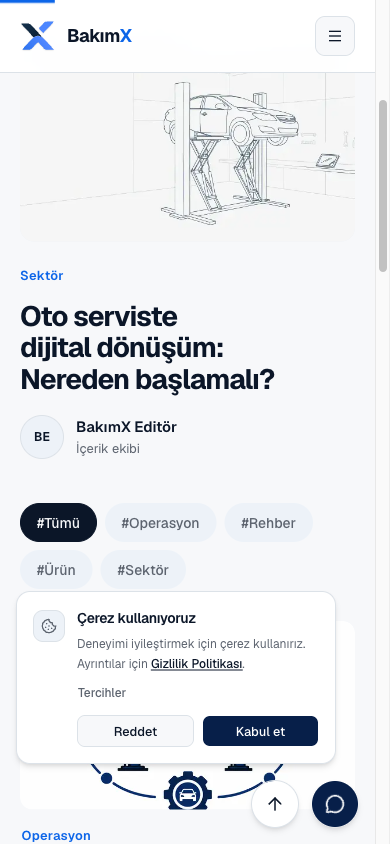 BakımX
Sektör
Oto serviste
dijital dönüşüm:
Nereden başlamalı?
BE
BakımX Editör
İçerik ekibi
#Tümü
#Operasyon
#Rehber
#Ürün
#Sektör
Çerez kullanıyoruz
Deneyimi iyileştirmek için çerez kullanırız.
Ayrıntılar için Gizlilik Politikası.
Tercihler
Reddet
Kabul et
Operasyon